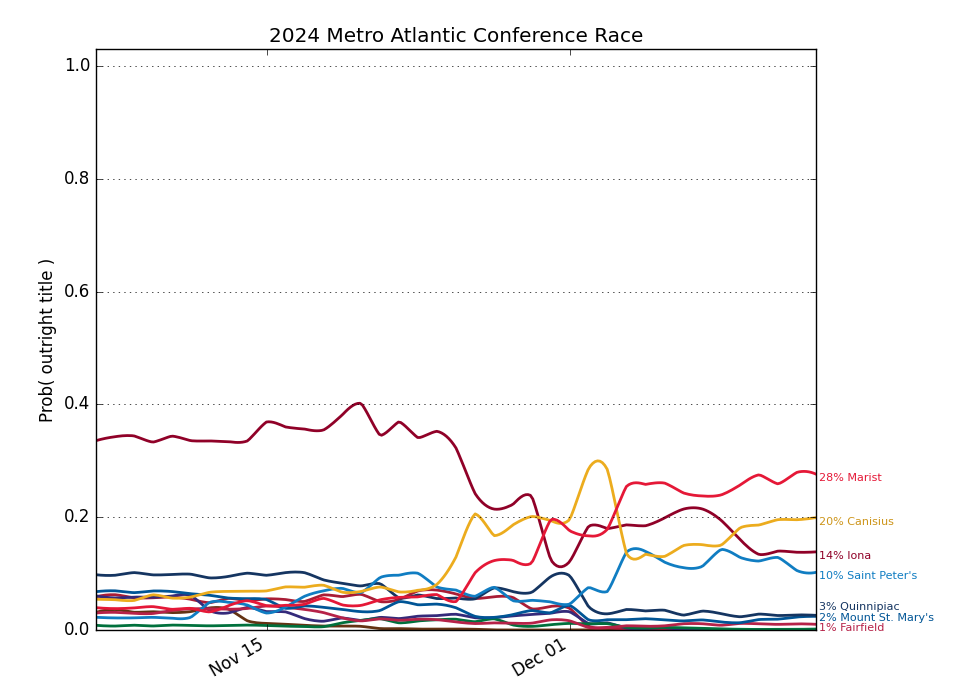 2024 Metro Atlantic Conference Race
Prob( outright title )
1.0
0.8
0.6
0.4
0.2
0.0
Nov 15
Dec 01
28% Marist
20% Canisius
14% Iona
10% Saint Peter's
3% Quinnipiac
2% Mount St. Mary's
1% Fairfield